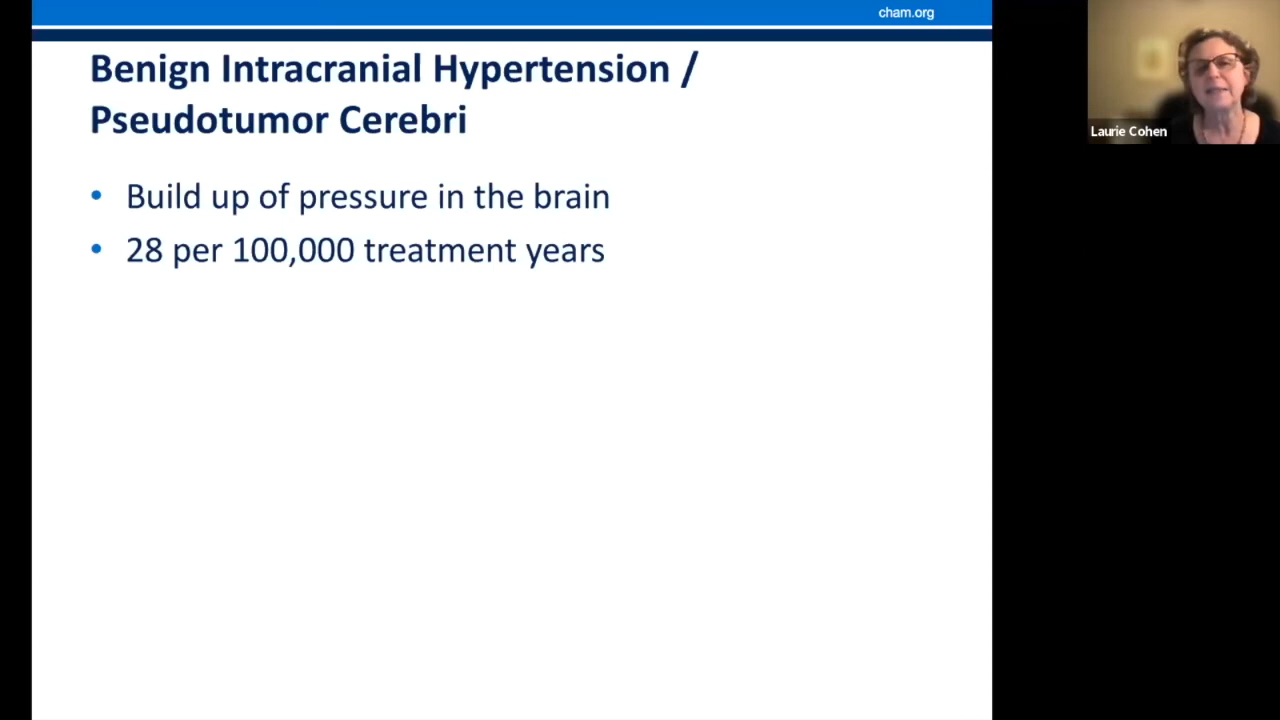 cham.org
Benign Intracranial Hypertension /
Pseudotumor Cerebri
• Build up of pressure in the brain
• 28 per 100,000 treatment years
Laurie Cohen